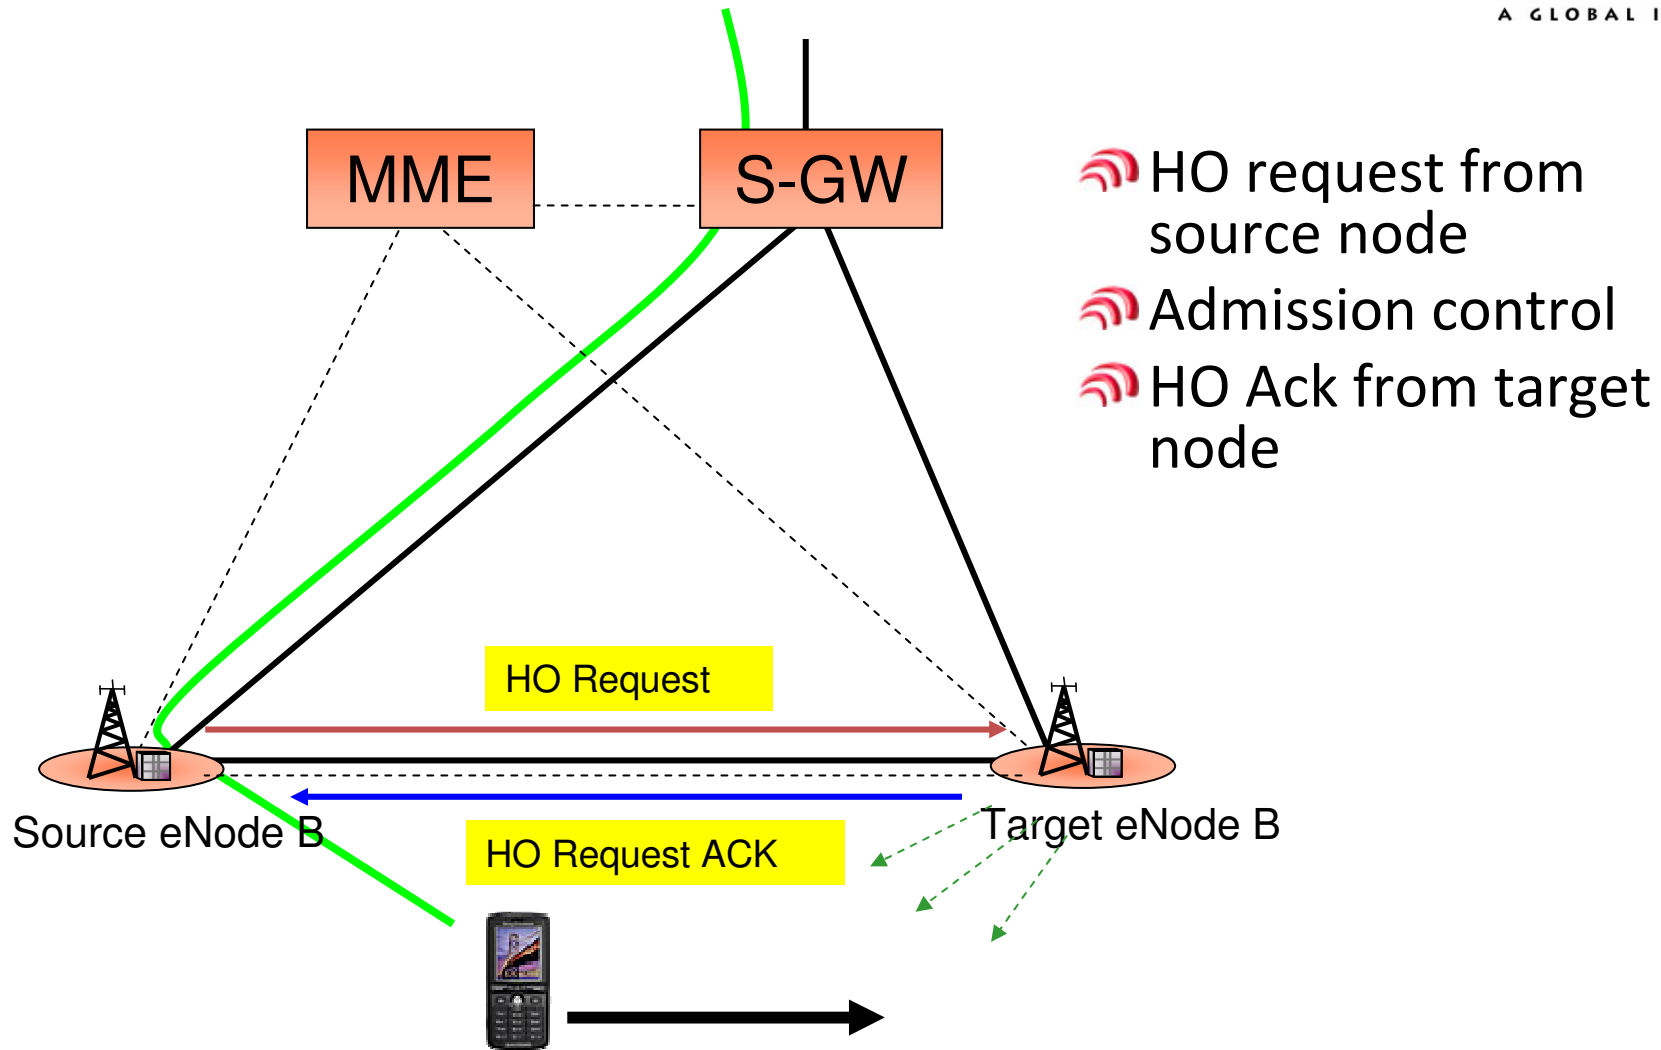 A GLOBAL I
MME
S-GW
HO request from
source node
Admission control
HO Ack from target
node
HO Request
Source eNode B
Target eNode B
HO Request ACK